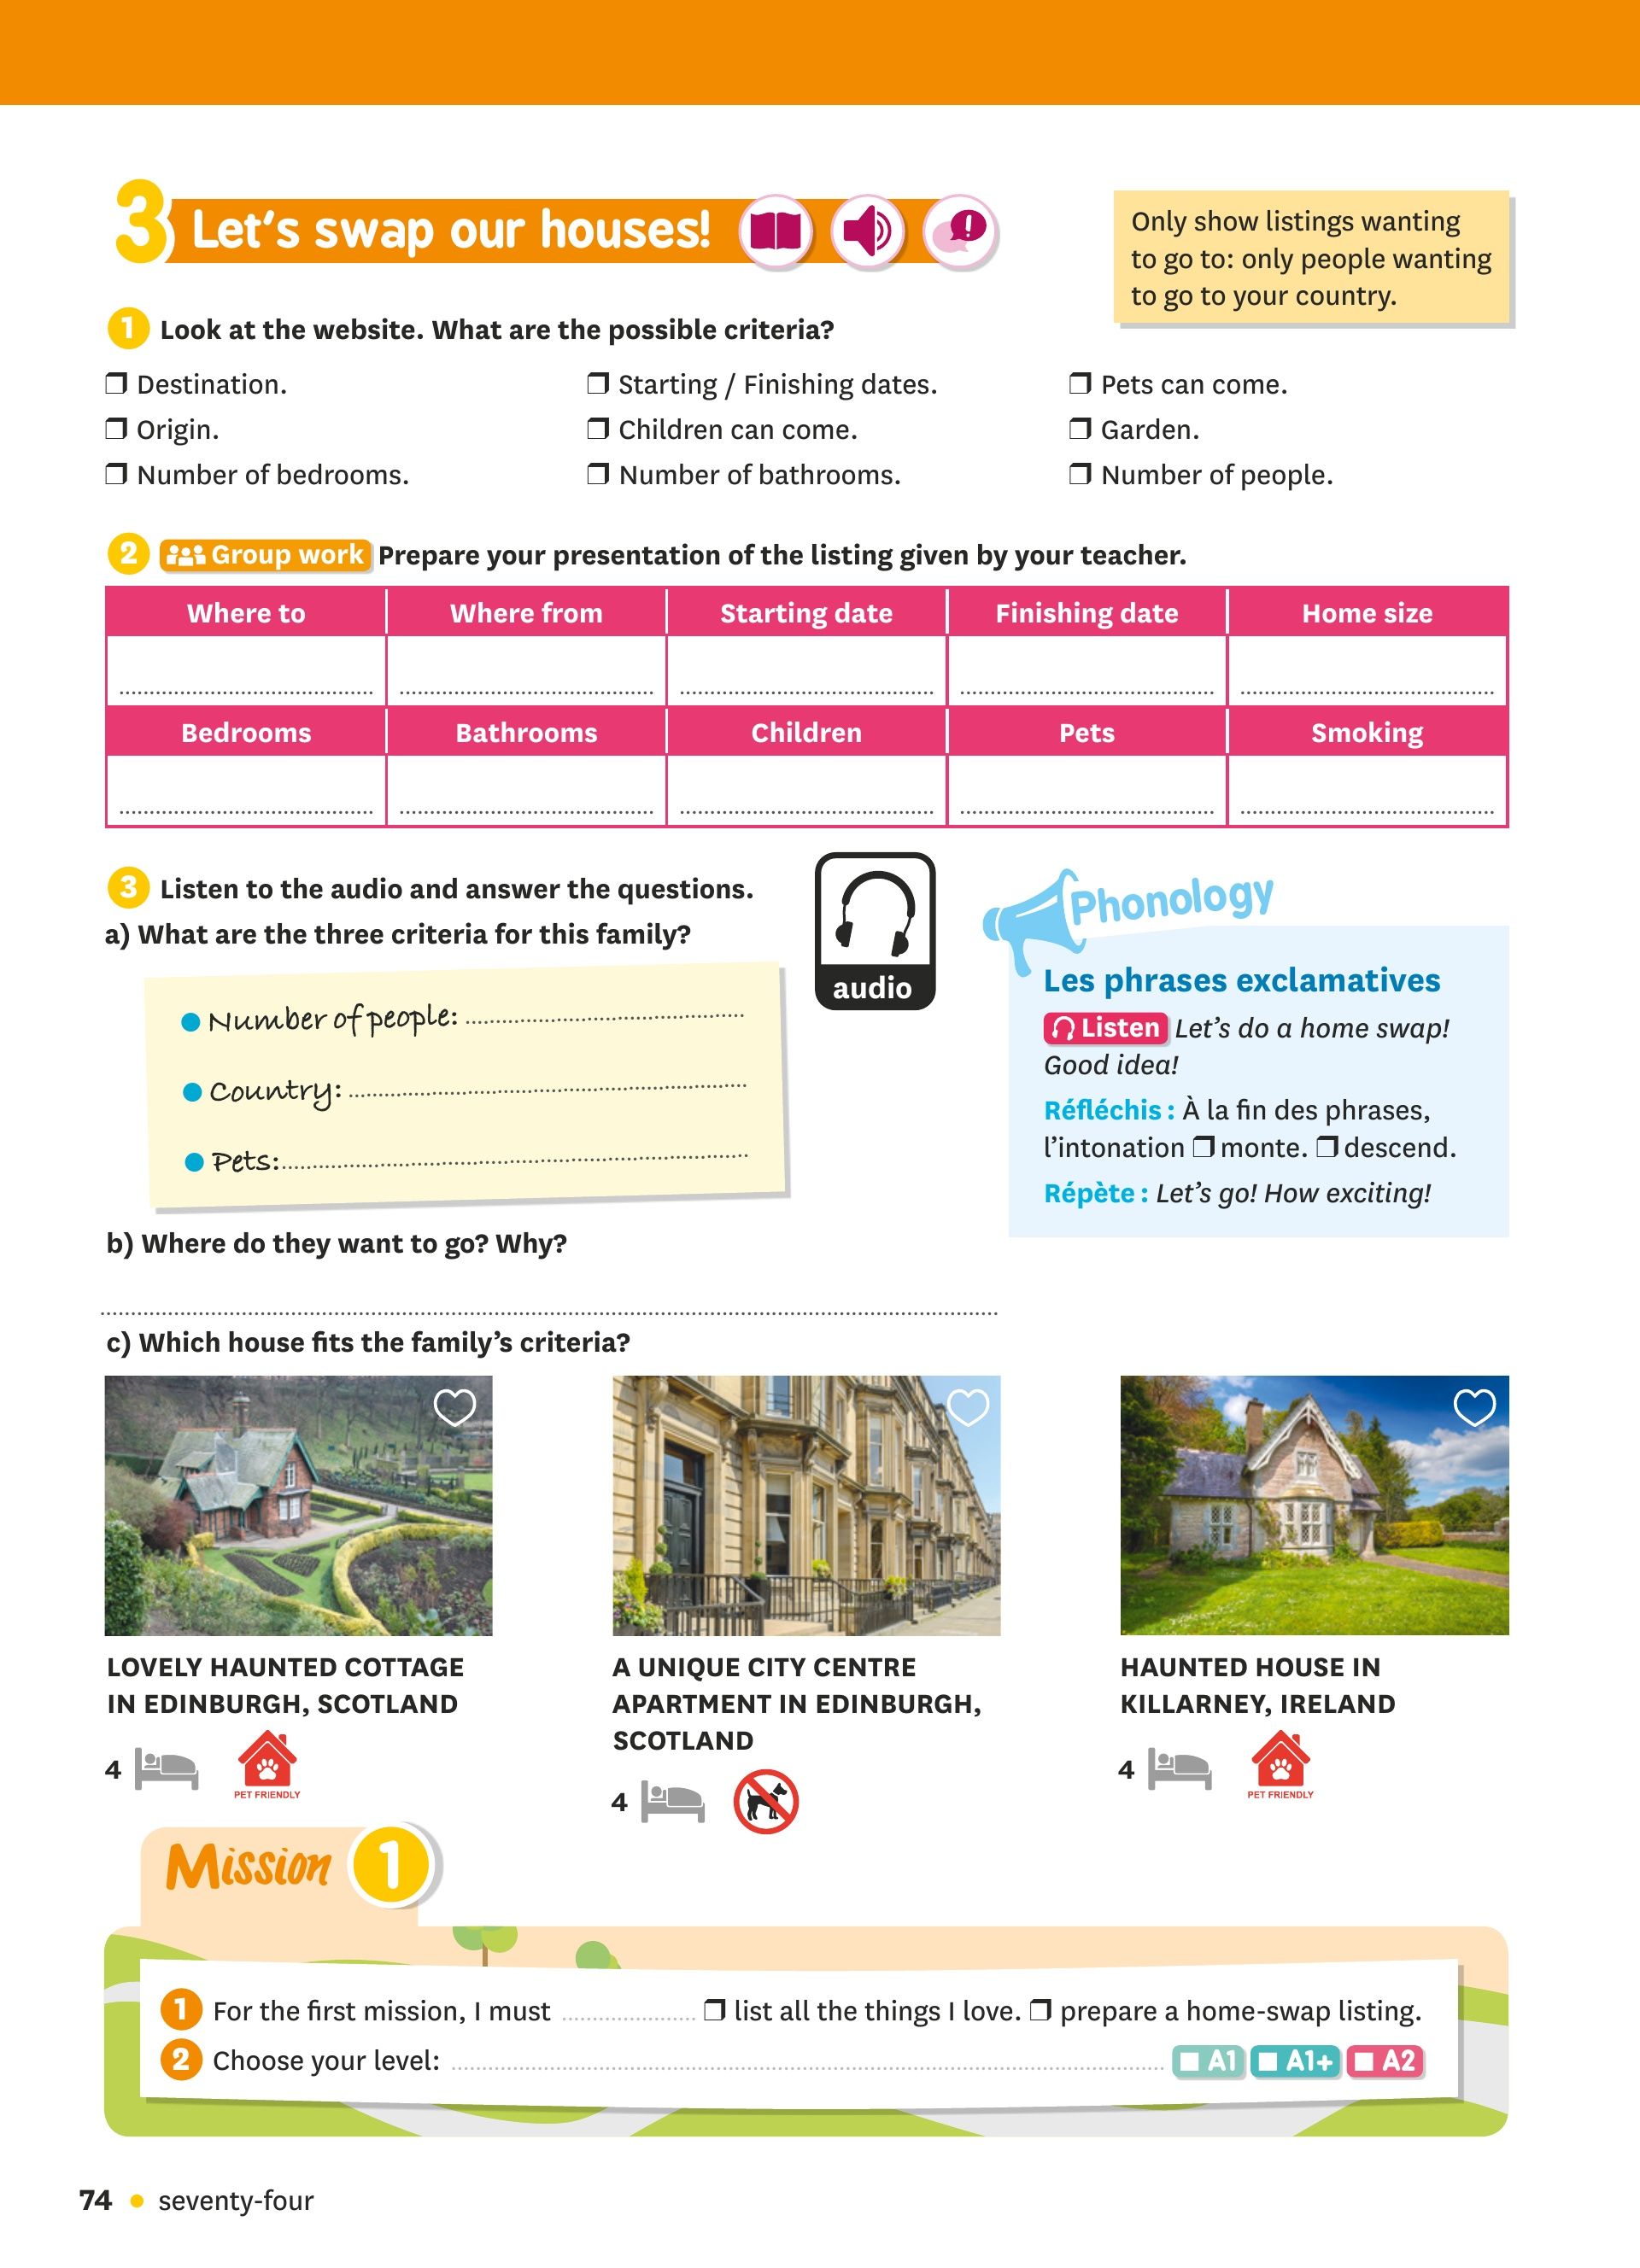 3 Let's swap our houses!
Only show listings wanting
to go to: only people wanting
to go to your country.
1 Look at the website. What are the possible criteria?
❒ Destination.
❒ Origin.
❒ Number of bedrooms.
❒ Starting / Finishing dates.
❒ Children can come.
❒ Number of bathrooms.
❒ Pets can come.
❒ Garden.
❒ Number of people.
2 Group work Prepare your presentation of the listing given by your teacher.
Where to Where from Starting date Finishing date Home size
Bedrooms Bathrooms Children Pets Smoking
3 Listen to the audio and answer the questions.
a) What are the three criteria for this family?
• Number of people:
• Country:
• Pets:
audio
Phonology
Les phrases exclamatives
Listen Let's do a home swap!
Good idea!
Réfléchis : À la fin des phrases,
l'intonation ❒ monte. ❒ descend.
Répète : Let's go! How exciting!
b) Where do they want to go? Why?
c) Which house fits the family's criteria?
LOVELY HAUNTED COTTAGE
IN EDINBURGH, SCOTLAND
4
PET FRIENDLY
A UNIQUE CITY CENTRE
APARTMENT IN EDINBURGH,
SCOTLAND
4
HAUNTED HOUSE IN
KILLARNEY, IRELAND
4
PET FRIENDLY
Mission 1
1 For the first mission, I must .................... ❒ list all the things I love. ❒ prepare a home-swap listing.
2 Choose your level: .................... A1 A1+ A2
74 • seventy-four